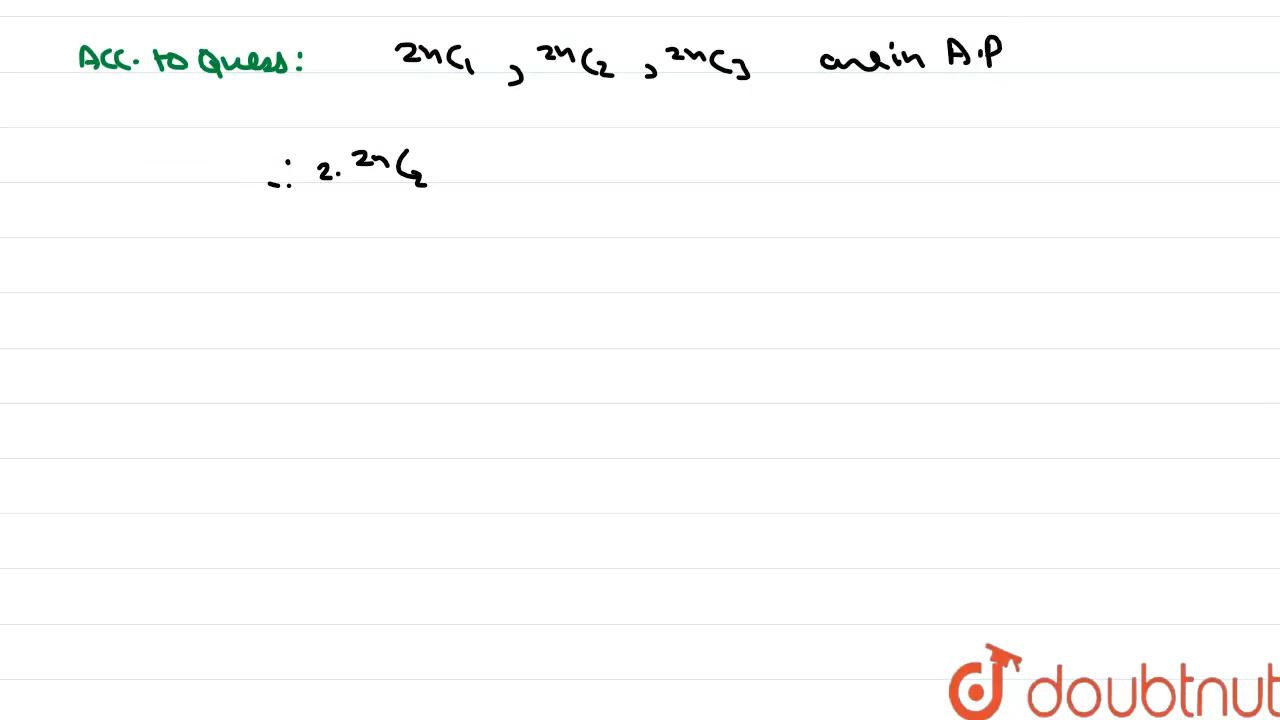 Acc. to Ques: 2nC1 , 2nC2 , 2nC3 are in A.P
∴ 2. 2nC2
doubtnut